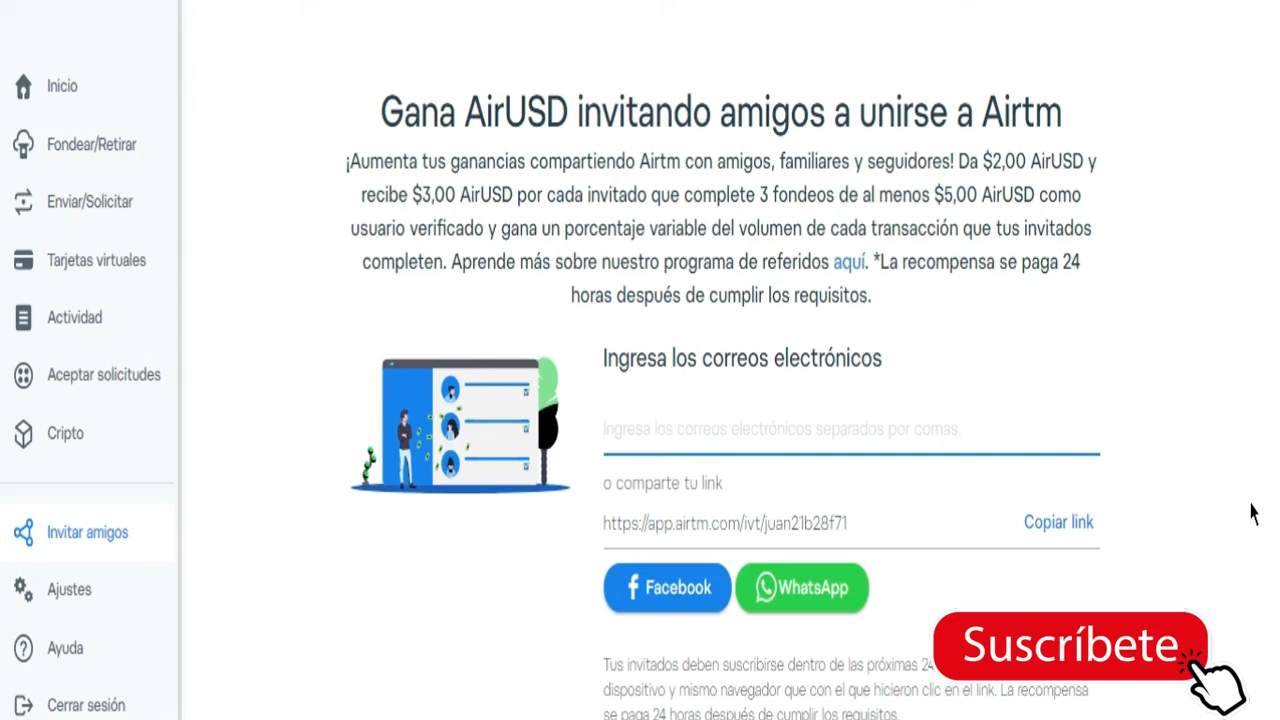 Inicio
Fondear/Retirar
Enviar/Solicitar
Tarjetas virtuales
Actividad
Aceptar solicitudes
Cripto
Invitar amigos
Ajustes
Ayuda
Cerrar sesión
Gana AirUSD invitando amigos a unirse a Airtm
¡Aumenta tus ganancias compartiendo Airtm con amigos, familiares y seguidores! Da $2,00 AirUSD y
recibe $3,00 AirUSD por cada invitado que complete 3 fondeos de al menos $5,00 AirUSD como
usuario verificado y gana un porcentaje variable del volumen de cada transacción que tus invitados
completen. Aprende más sobre nuestro programa de referidos aquí. *La recompensa se paga 24
horas después de cumplir los requisitos.
Ingresa los correos electrónicos
Ingresa los correos electrónicos separados por comas.
o comparte tu link
https://app.airtm.com/ivt/juan21b28f71
Copiar link
Facebook
WhatsApp
Suscríbete
Tus invitados deben suscribirse dentro de las próximas 24
dispositivo y mismo navegador que con el que hicieron clic en el link. La recompensa
se paga 24 horas después de cumplir los requisitos.